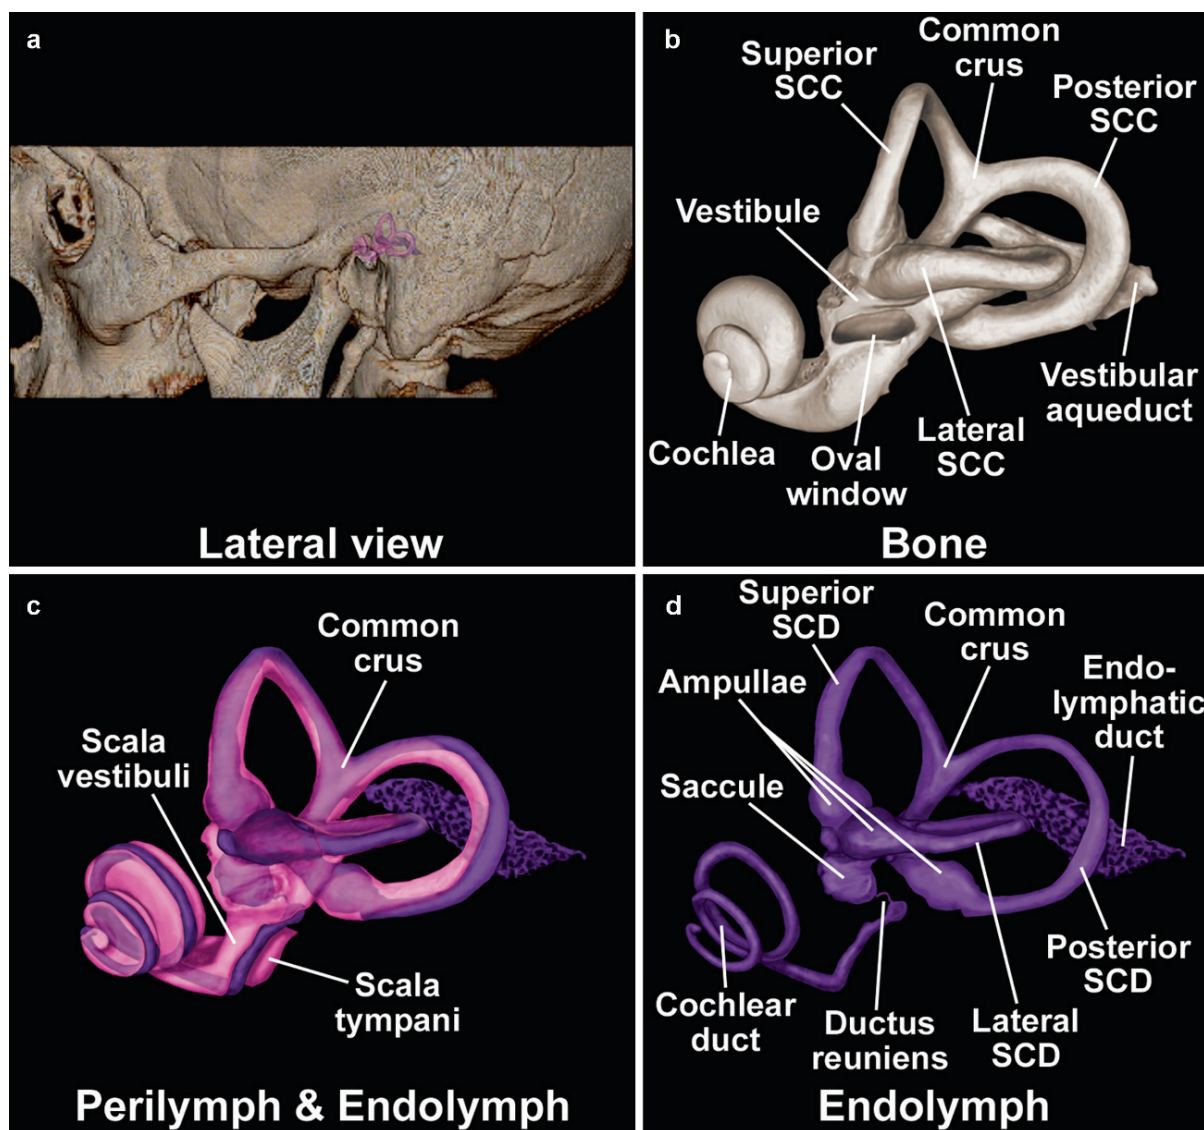 a
Lateral view
b
Superior
SCC
Common
crus
Posterior
SCC
Vestibule
Vestibular
aqueduct
Cochlea
Oval
window
Lateral
SCC
Bone
c
Common
crus
Scala
vestibuli
Scala
tympani
Perilymph & Endolymph
d
Superior
SCD
Common
crus
Ampullae
Endo-
lymphatic
duct
Saccule
Posterior
SCD
Cochlear
duct
Ductus
reuniens
Lateral
SCD
Endolymph